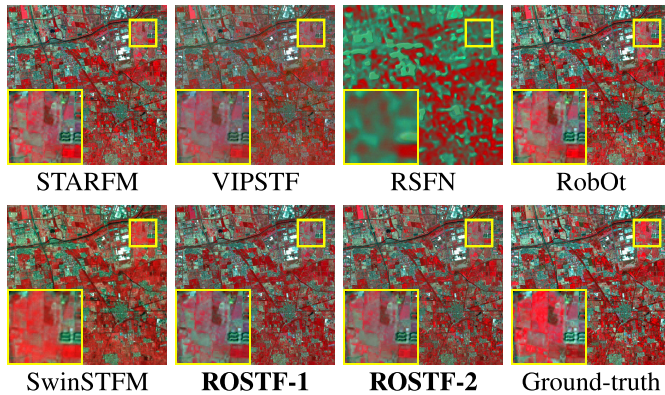 STARFM VIPSTF RSFN RobOt
SwinSTFM ROSTF-1 ROSTF-2 Ground-truth